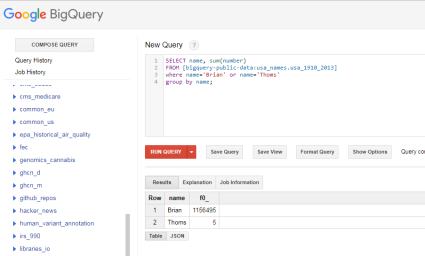 Google BigQuery
COMPOSE QUERY
Query History
Job History
cms_medicare
common_eu
common_us
epa_historical_air_quality
fec
genomics_cannabis
ghcn_d
ghcn_m
github_repos
hacker_news
human_variant_annotation
irs_990
libraries_io
New Query ?
1 SELECT name, sum(number)
2 FROM [bigquery-public-data:usa_names.usa_1910_2013]
3 where name='Brian' or name='Thoms'
4 group by name;
RUN QUERY Save Query Save View Format Query Show Options Query co
Results Explanation Job Information
Row name f0_
1 Brian 1156495
2 Thoms 5
Table JSON